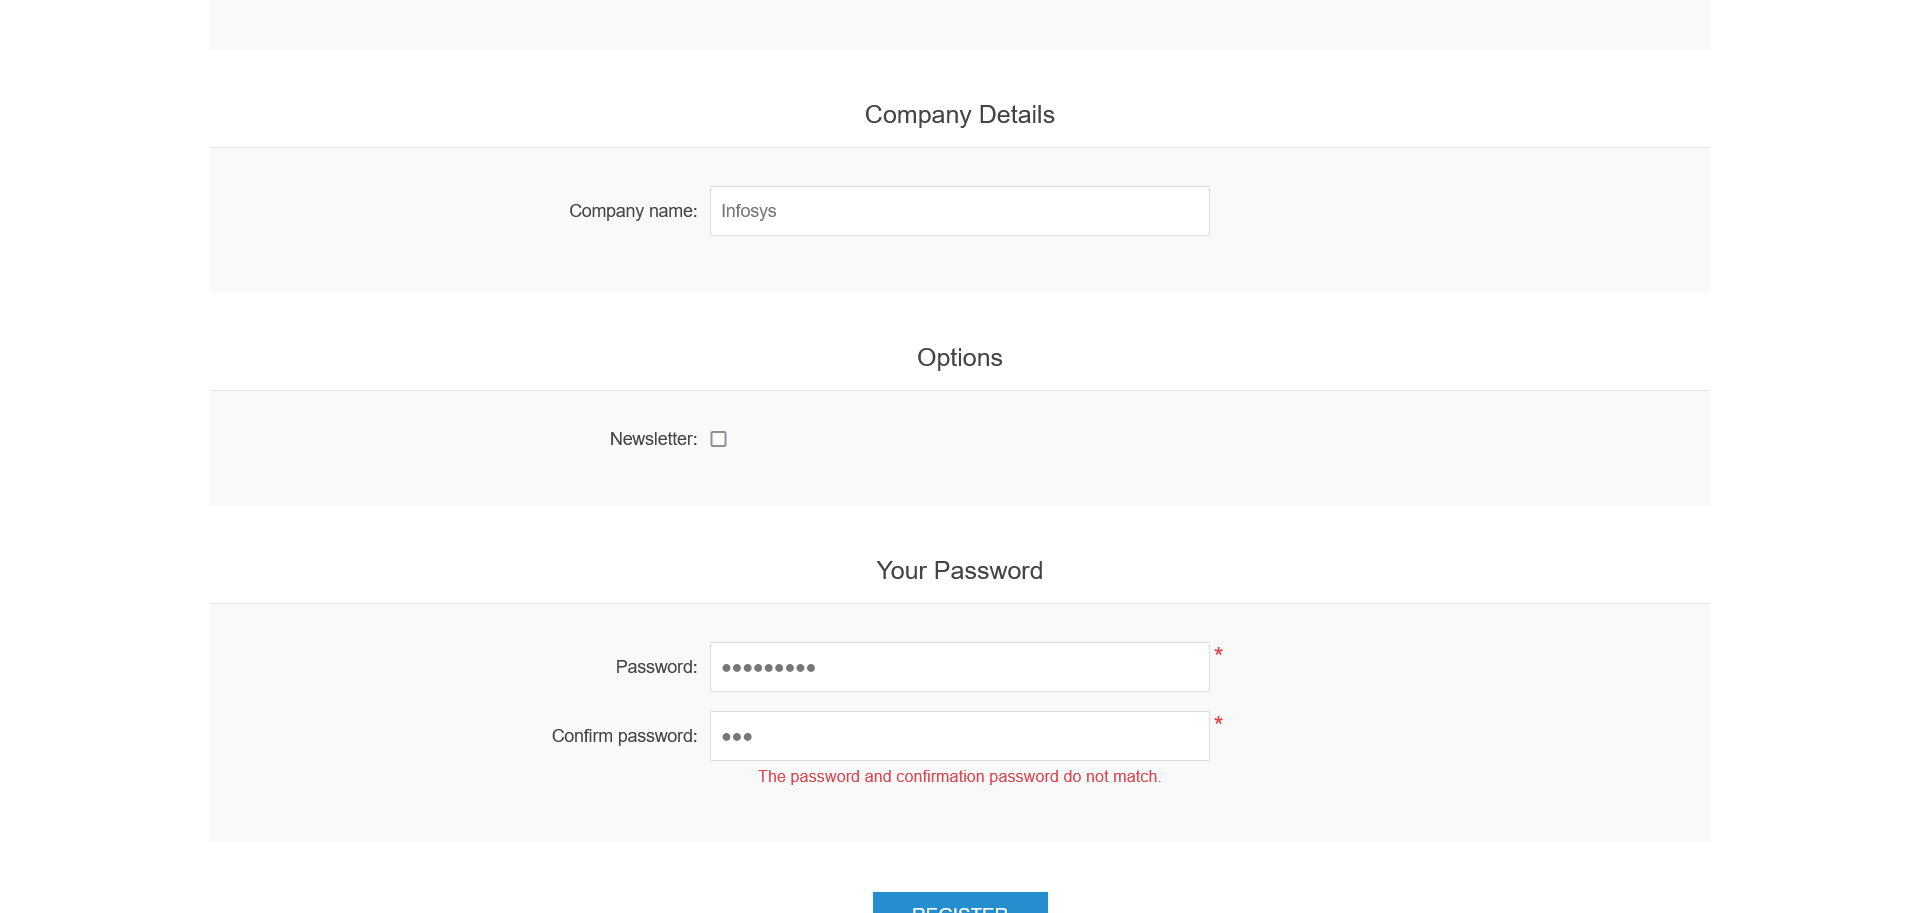 Company Details
Company name: Infosys
Options
Newsletter:
Your Password
Password: ●●●●●●●●● *
Confirm password: ●●● *
The password and confirmation password do not match.
REGISTER